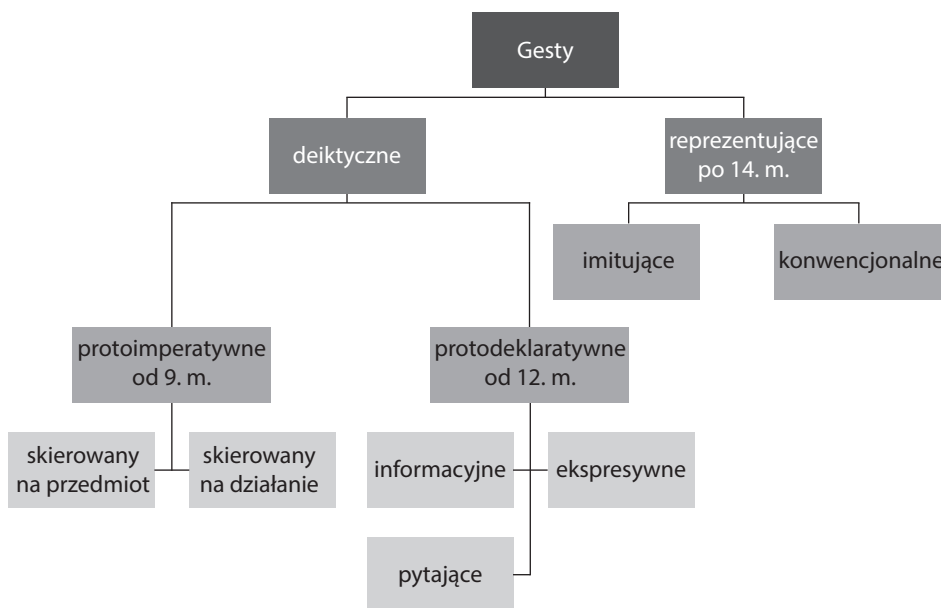 Gesty
deiktyczne
reprezentujące
po 14. m.
imitujące
konwencjonalne
protoimperatywne
od 9. m.
protodeklaratywne
od 12. m.
skierowany
na przedmiot
skierowany
na działanie
informacyjne
ekspresywne
pytające